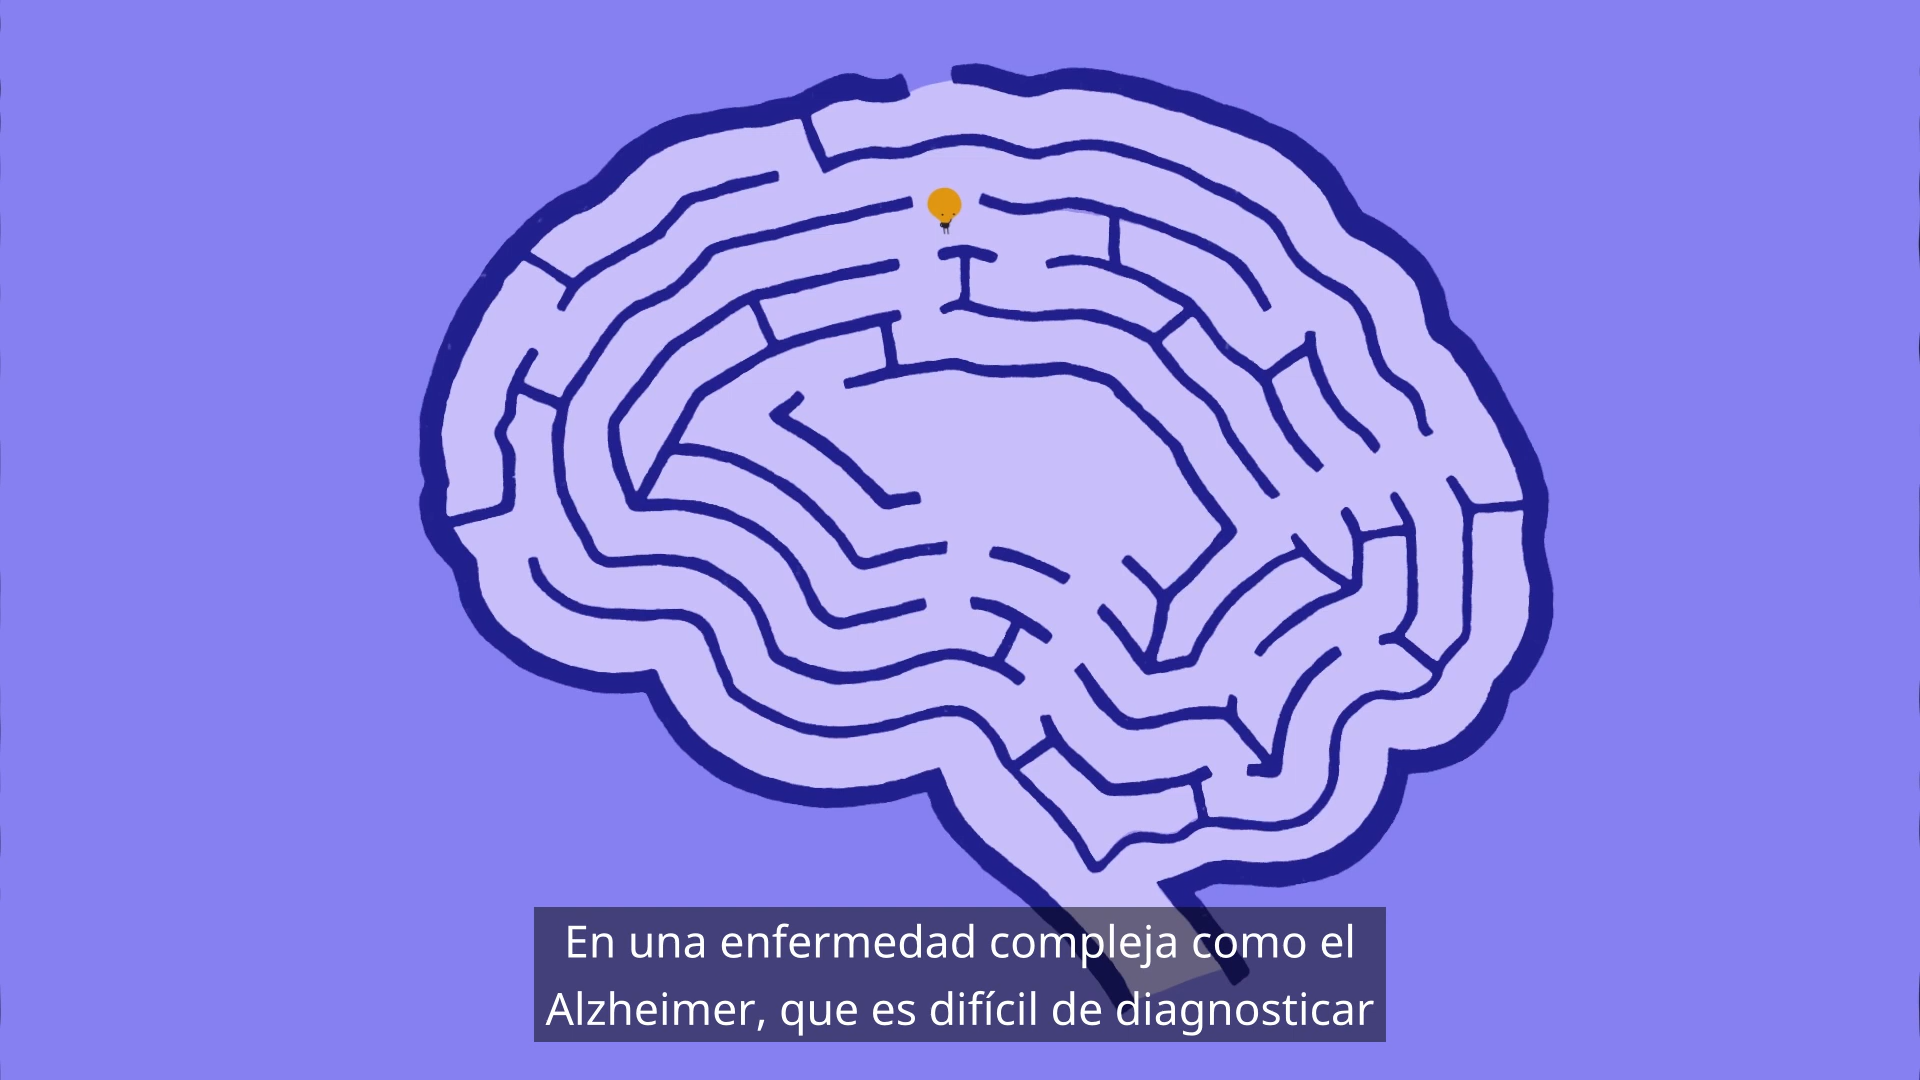 En una enfermedad compleja como el
Alzheimer, que es difícil de diagnosticar